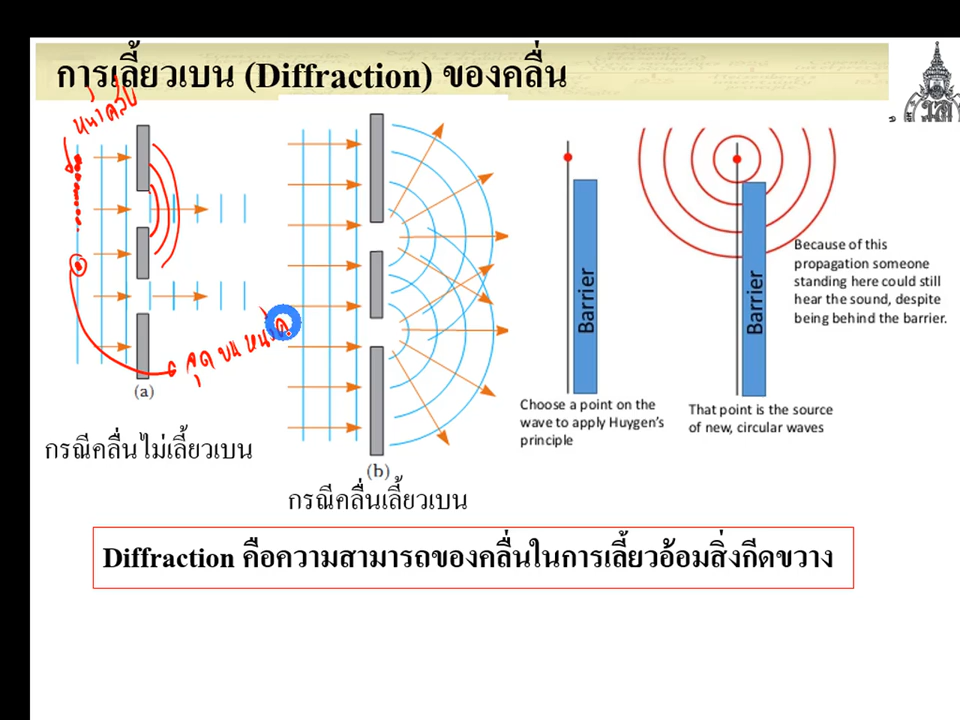 การเลี้ยวเบน (Diffraction) ของคลื่น
หน้าคลื่น
จุด บน หน้า
(a)
กรณีคลื่นไม่เลี้ยวเบน
(b)
กรณีคลื่นเลี้ยวเบน
Barrier
Choose a point on the
wave to apply Huygen's
principle
Barrier
That point is the source
of new, circular waves
Because of this
propagation someone
standing here could still
hear the sound, despite
being behind the barrier.
Diffraction คือความสามารถของคลื่นในการเลี้ยวอ้อมสิ่งกีดขวาง